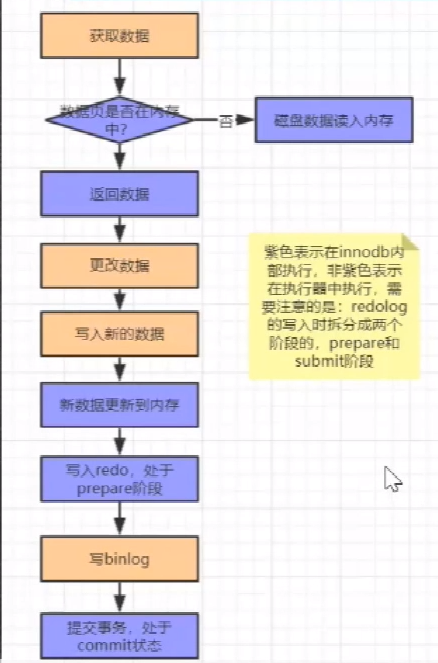 获取数据
数据页是否在内存
中?
否
磁盘数据读入内存
返回数据
更改数据
紫色表示在innodb内
部执行，非紫色表示
在执行器中执行，需
要注意的是：redolog
的写入时拆分成两个
阶段的，prepare和
submit阶段
写入新的数据
新数据更新到内存
写入redo，处于
prepare阶段
写binlog
提交事务，处于
commit状态